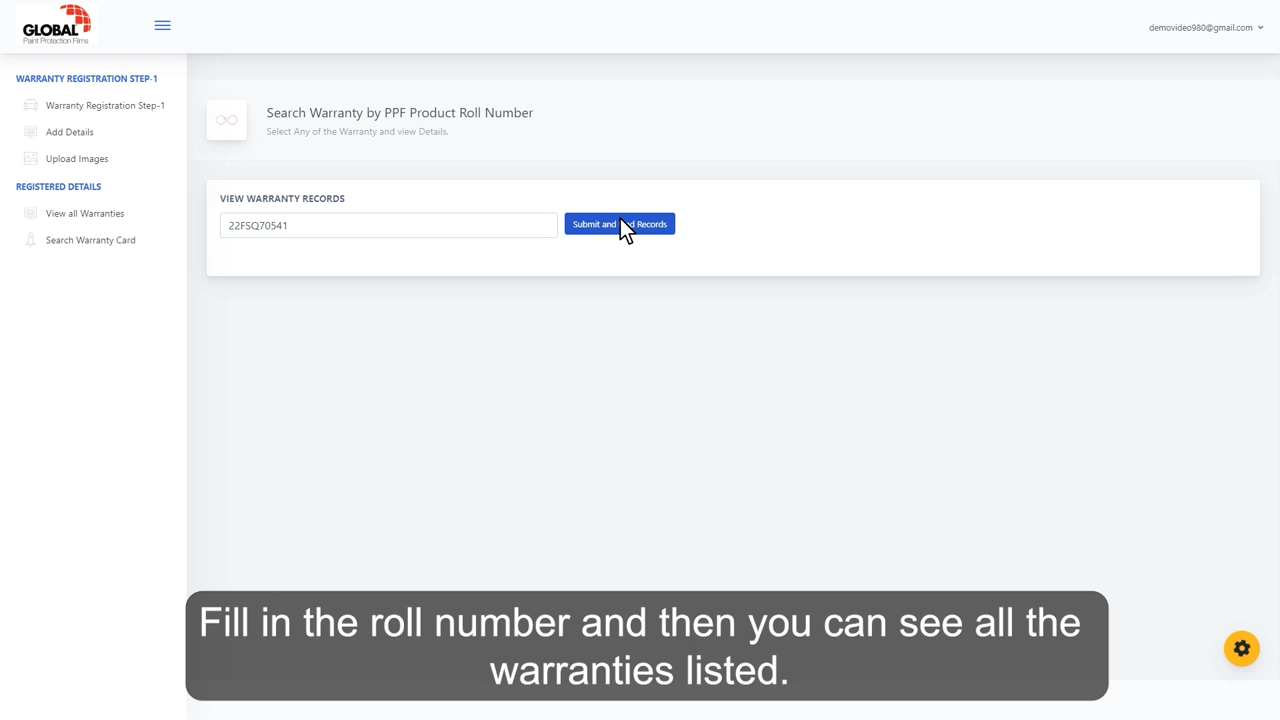 GLOBAL
Paint Protection Films
demovideo980@gmail.com
WARRANTY REGISTRATION STEP-1
Warranty Registration Step-1
Add Details
Upload Images
REGISTERED DETAILS
View all Warranties
Search Warranty Card
Search Warranty by PPF Product Roll Number
Select Any of the Warranty and view Details.
VIEW WARRANTY RECORDS
22FSQ70541
Submit and Records
Fill in the roll number and then you can see all the
warranties listed.